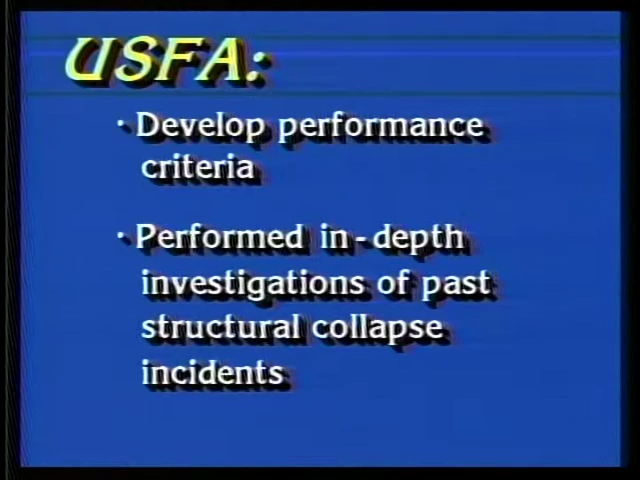 USFA:
· Develop performance
criteria
· Performed in-depth
investigations of past
structural collapse
incidents